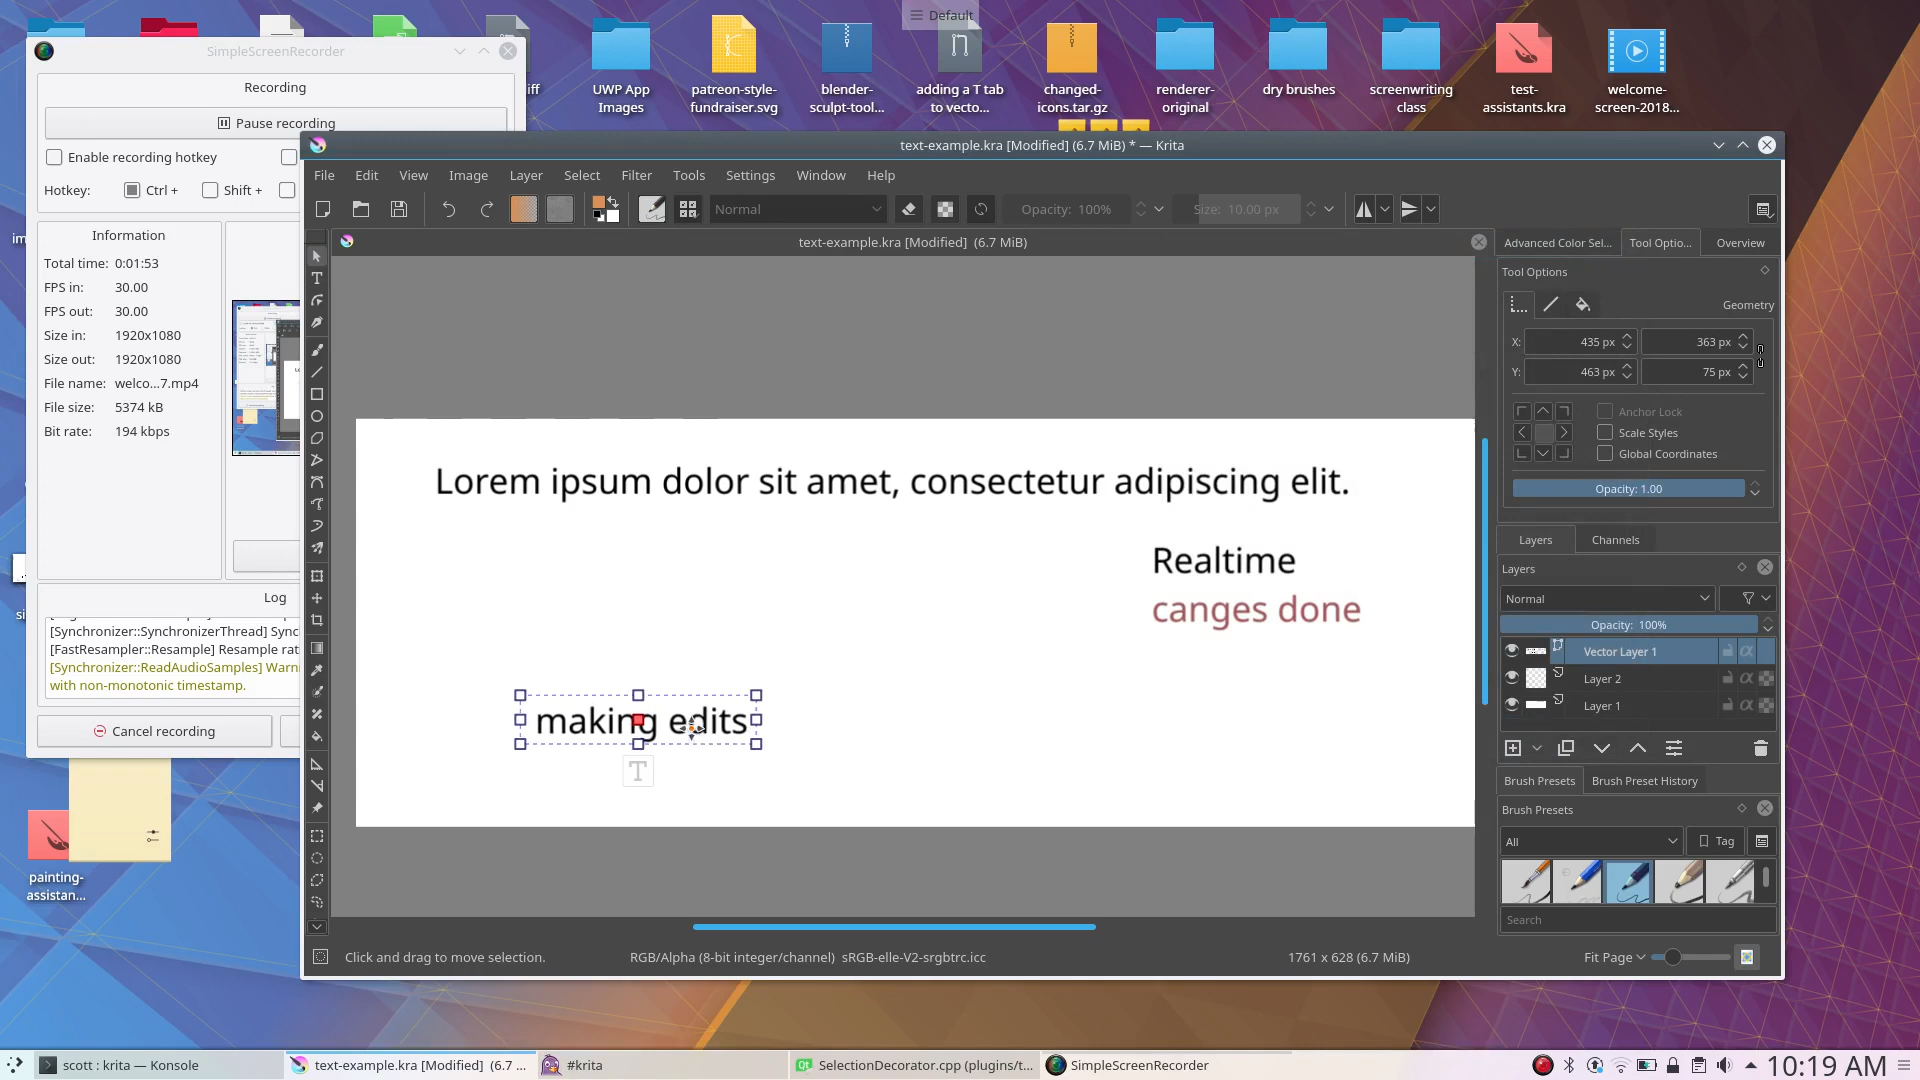 Default
iff
UWP App
Images
patreon-style-
fundraiser.svg
blender-
sculpt-tool...
adding a T tab
to vecto...
changed-
icons.tar.gz
renderer-
original
dry brushes
screenwriting
class
test-
assistants.kra
welcome-
screen-2018...
SimpleScreenRecorder
Recording
Pause recording
Enable recording hotkey
Hotkey:
Ctrl +
Shift +
Information
Total time: 0:01:53
FPS in: 30.00
FPS out: 30.00
Size in: 1920x1080
Size out: 1920x1080
File name: welco...7.mp4
File size: 5374 kB
Bit rate: 194 kbps
Log
[Synchronizer::SynchronizerThread] Sync
[FastResampler::Resample] Resample rat
[Synchronizer::ReadAudioSamples] Warn
with non-monotonic timestamp.
Cancel recording
im
si
painting-
assistan...
text-example.kra [Modified] (6.7 MiB) * — Krita
File Edit View Image Layer Select Filter Tools Settings Window Help
Normal
Opacity: 100%
Size: 10.00 px
text-example.kra [Modified] (6.7 MiB)
Lorem ipsum dolor sit amet, consectetur adipiscing elit.
Realtime
canges done
making edits
T
Advanced Color Sel...
Tool Optio...
Overview
Tool Options
Geometry
X: 435 px 363 px
Y: 463 px 75 px
Anchor Lock
Scale Styles
Global Coordinates
Opacity: 1.00
Layers
Channels
Layers
Normal
Opacity: 100%
Vector Layer 1
Layer 2
Layer 1
Brush Presets
Brush Preset History
Brush Presets
All
Tag
Search
Click and drag to move selection.
RGB/Alpha (8-bit integer/channel) sRGB-elle-V2-srgbtrc.icc
1761 x 628 (6.7 MiB)
Fit Page
scott : krita — Konsole
text-example.kra [Modified] (6.7 ...
#krita
SelectionDecorator.cpp (plugins/t...
SimpleScreenRecorder
10:19 AM